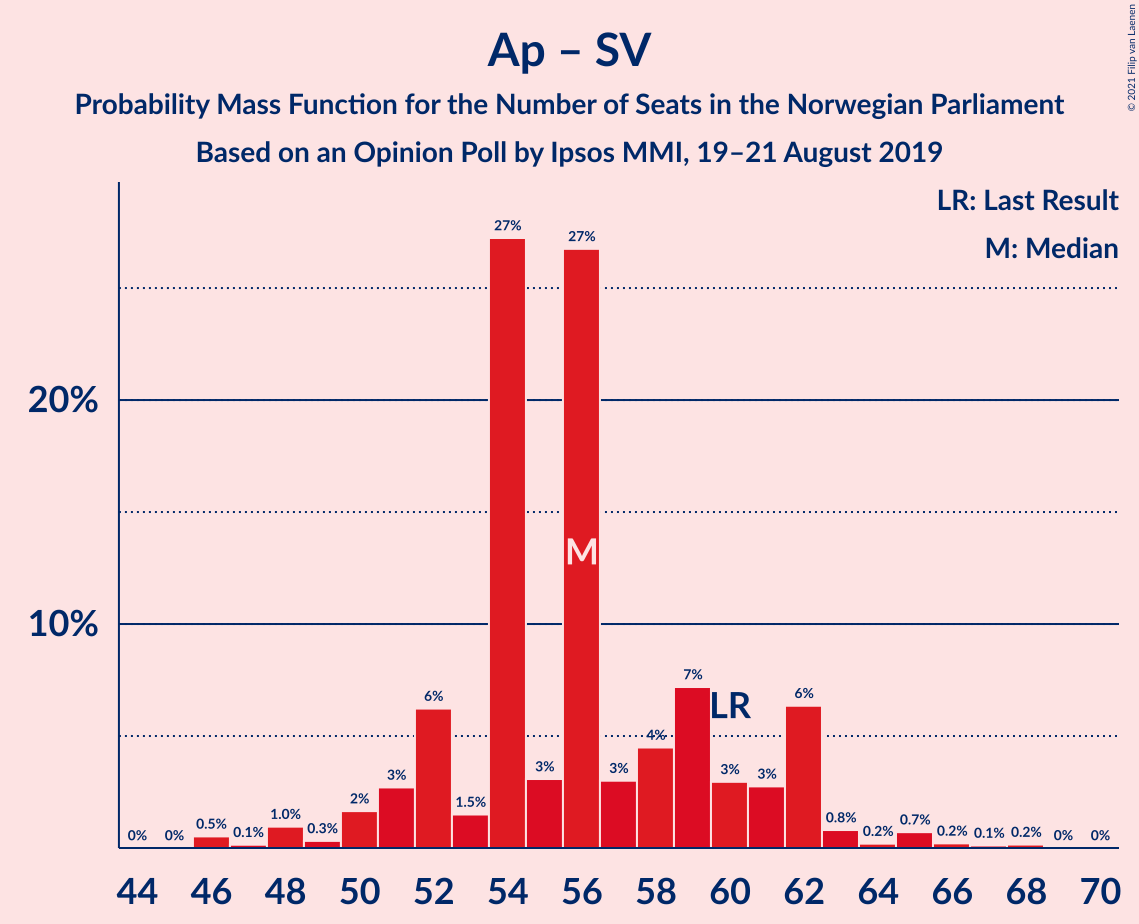 Ap – SV
Probability Mass Function for the Number of Seats in the Norwegian Parliament
Based on an Opinion Poll by Ipsos MMI, 19–21 August 2019
© 2021 Filip van Laenen
LR: Last Result
M: Median
20%
10%
0% 0% 0.5% 0.1% 1.0% 0.3% 2% 3% 6% 1.5% 27% 3% 27% 3% 4% 7% 3% 3% 6% 0.8% 0.2% 0.7% 0.2% 0.1% 0.2% 0% 0%
M
LR
44 46 48 50 52 54 56 58 60 62 64 66 68 70